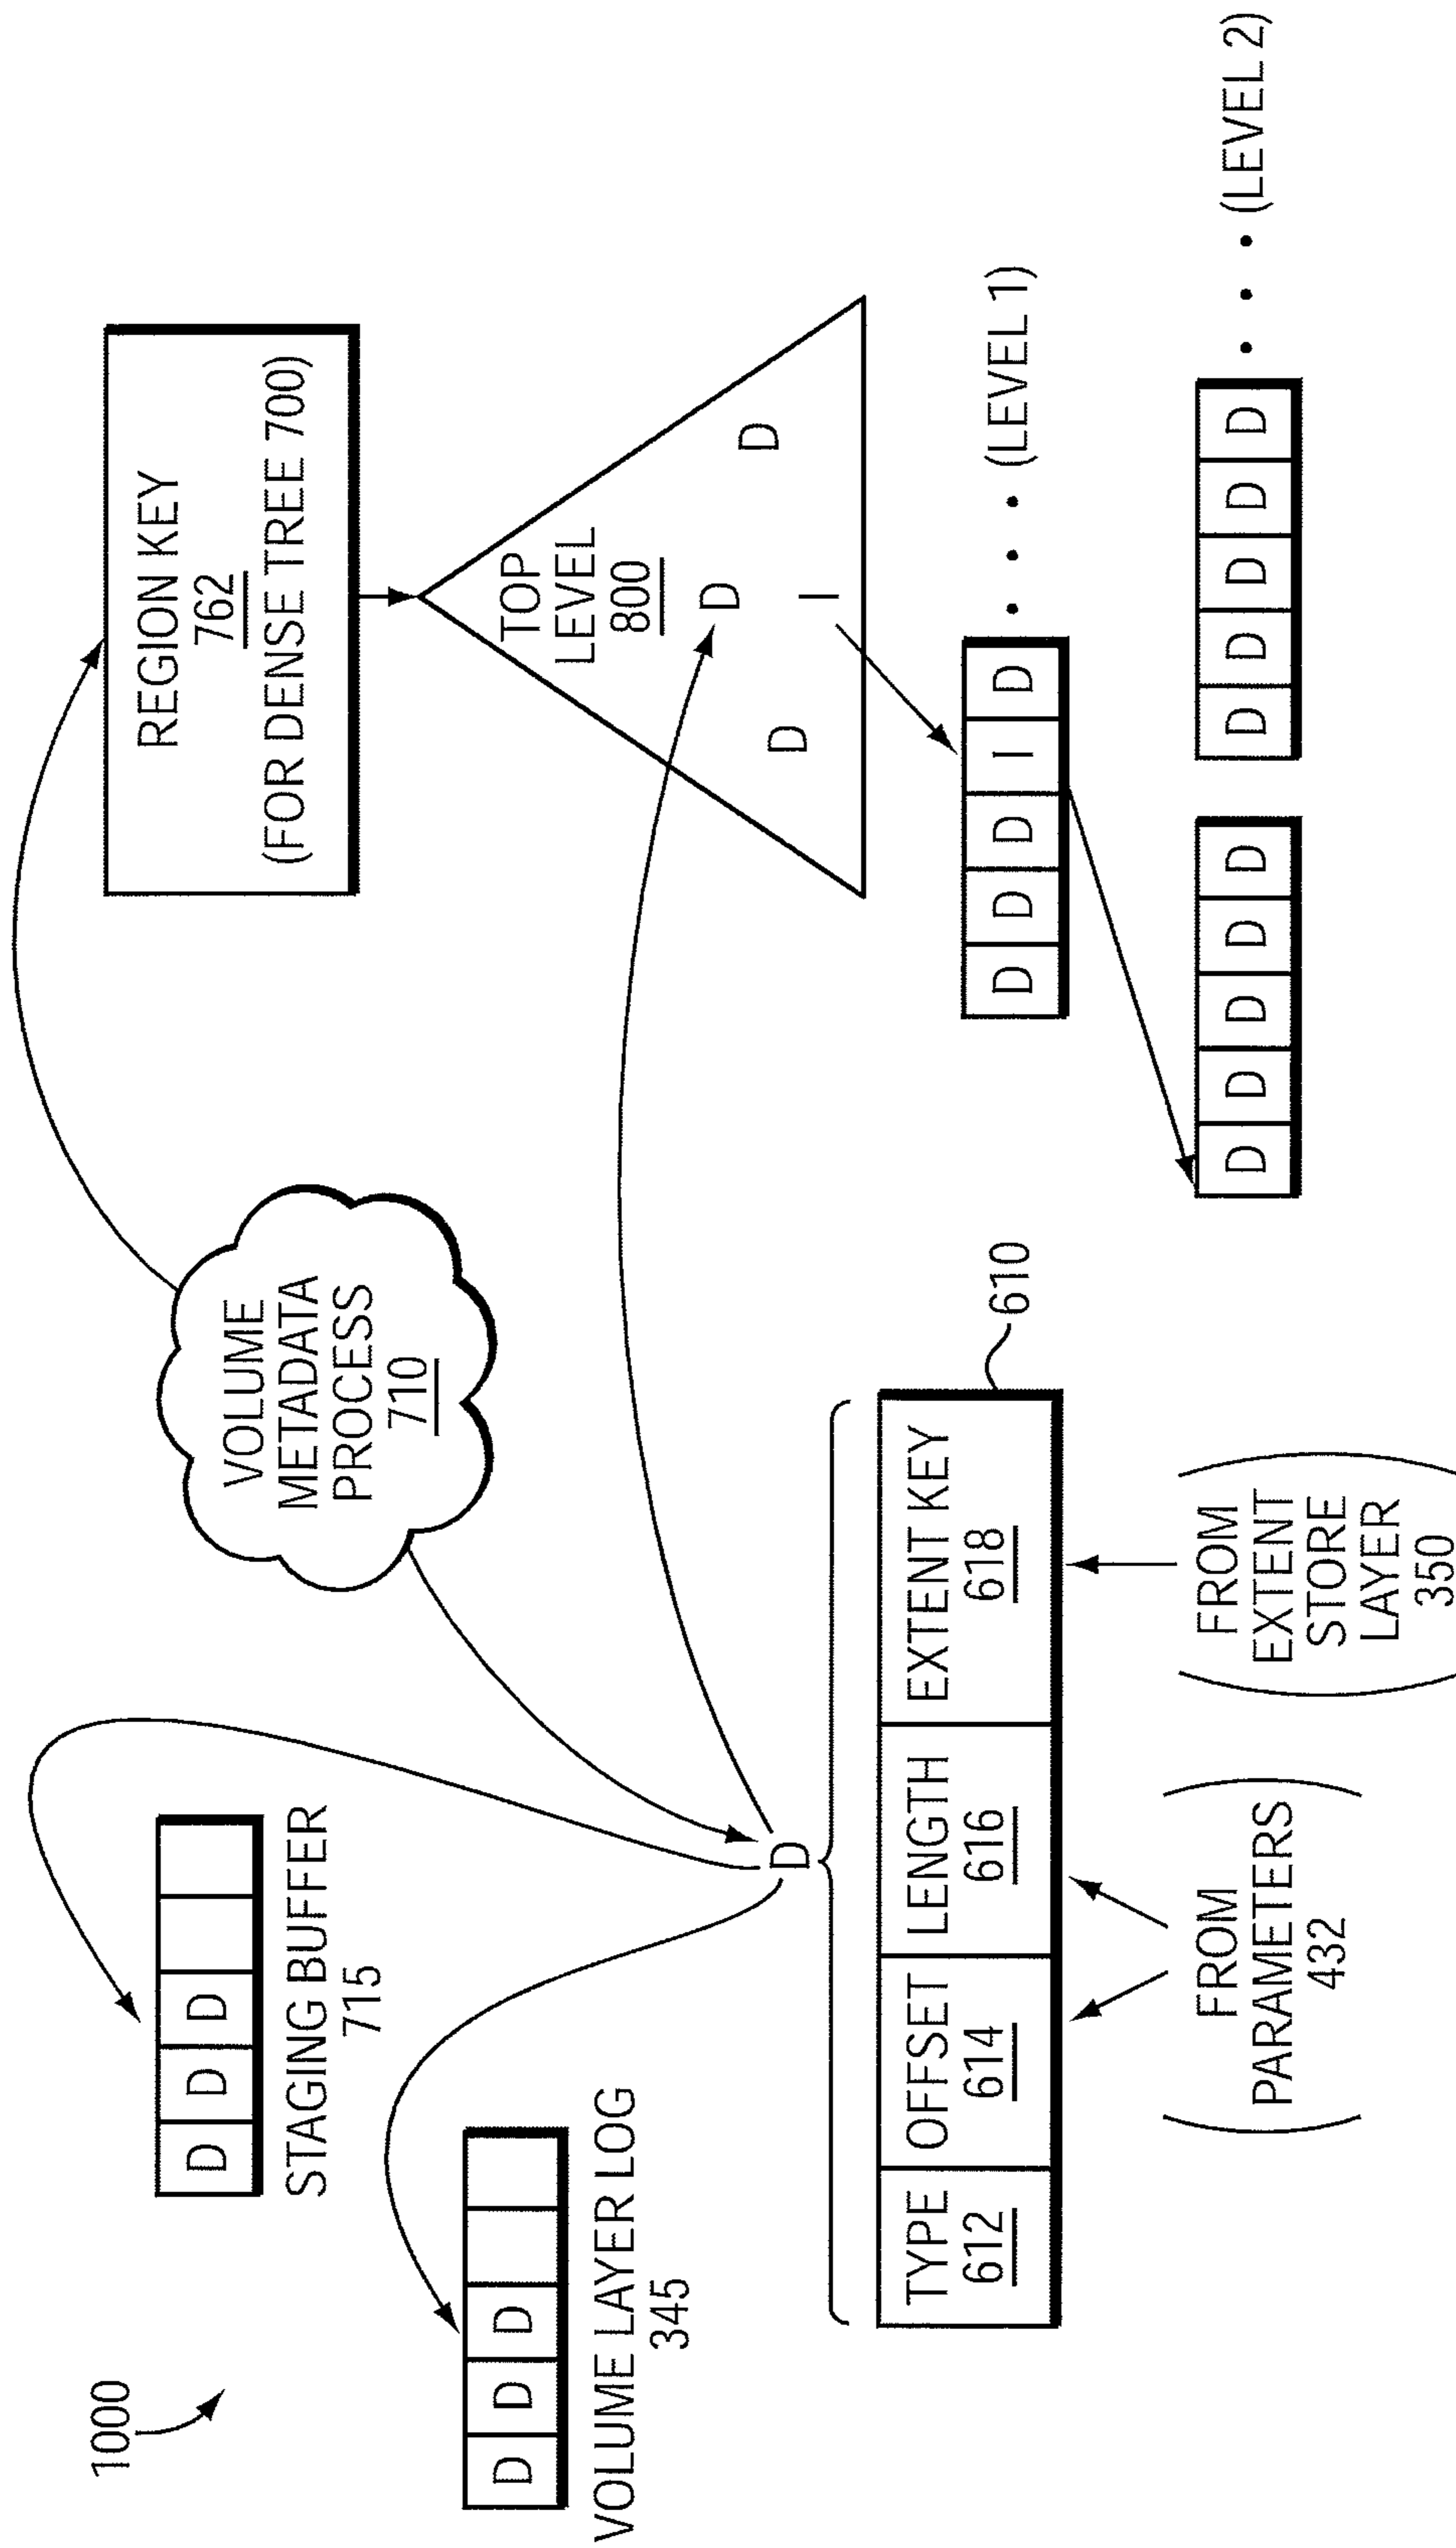 1000
D D D
STAGING BUFFER
715
D D D
VOLUME LAYER LOG
345
VOLUME
METADATA
PROCESS
710
REGION KEY
762
(FOR DENSE TREE 700)
TOP
LEVEL
800
D
D
D
I
D D D I D • • • (LEVEL 1)
D D D D D
D D D D D • • • (LEVEL 2)
D
610
TYPE
612
OFFSET
614
LENGTH
616
EXTENT KEY
618
(FROM
PARAMETERS
432)
(FROM
EXTENT
STORE
LAYER
350)